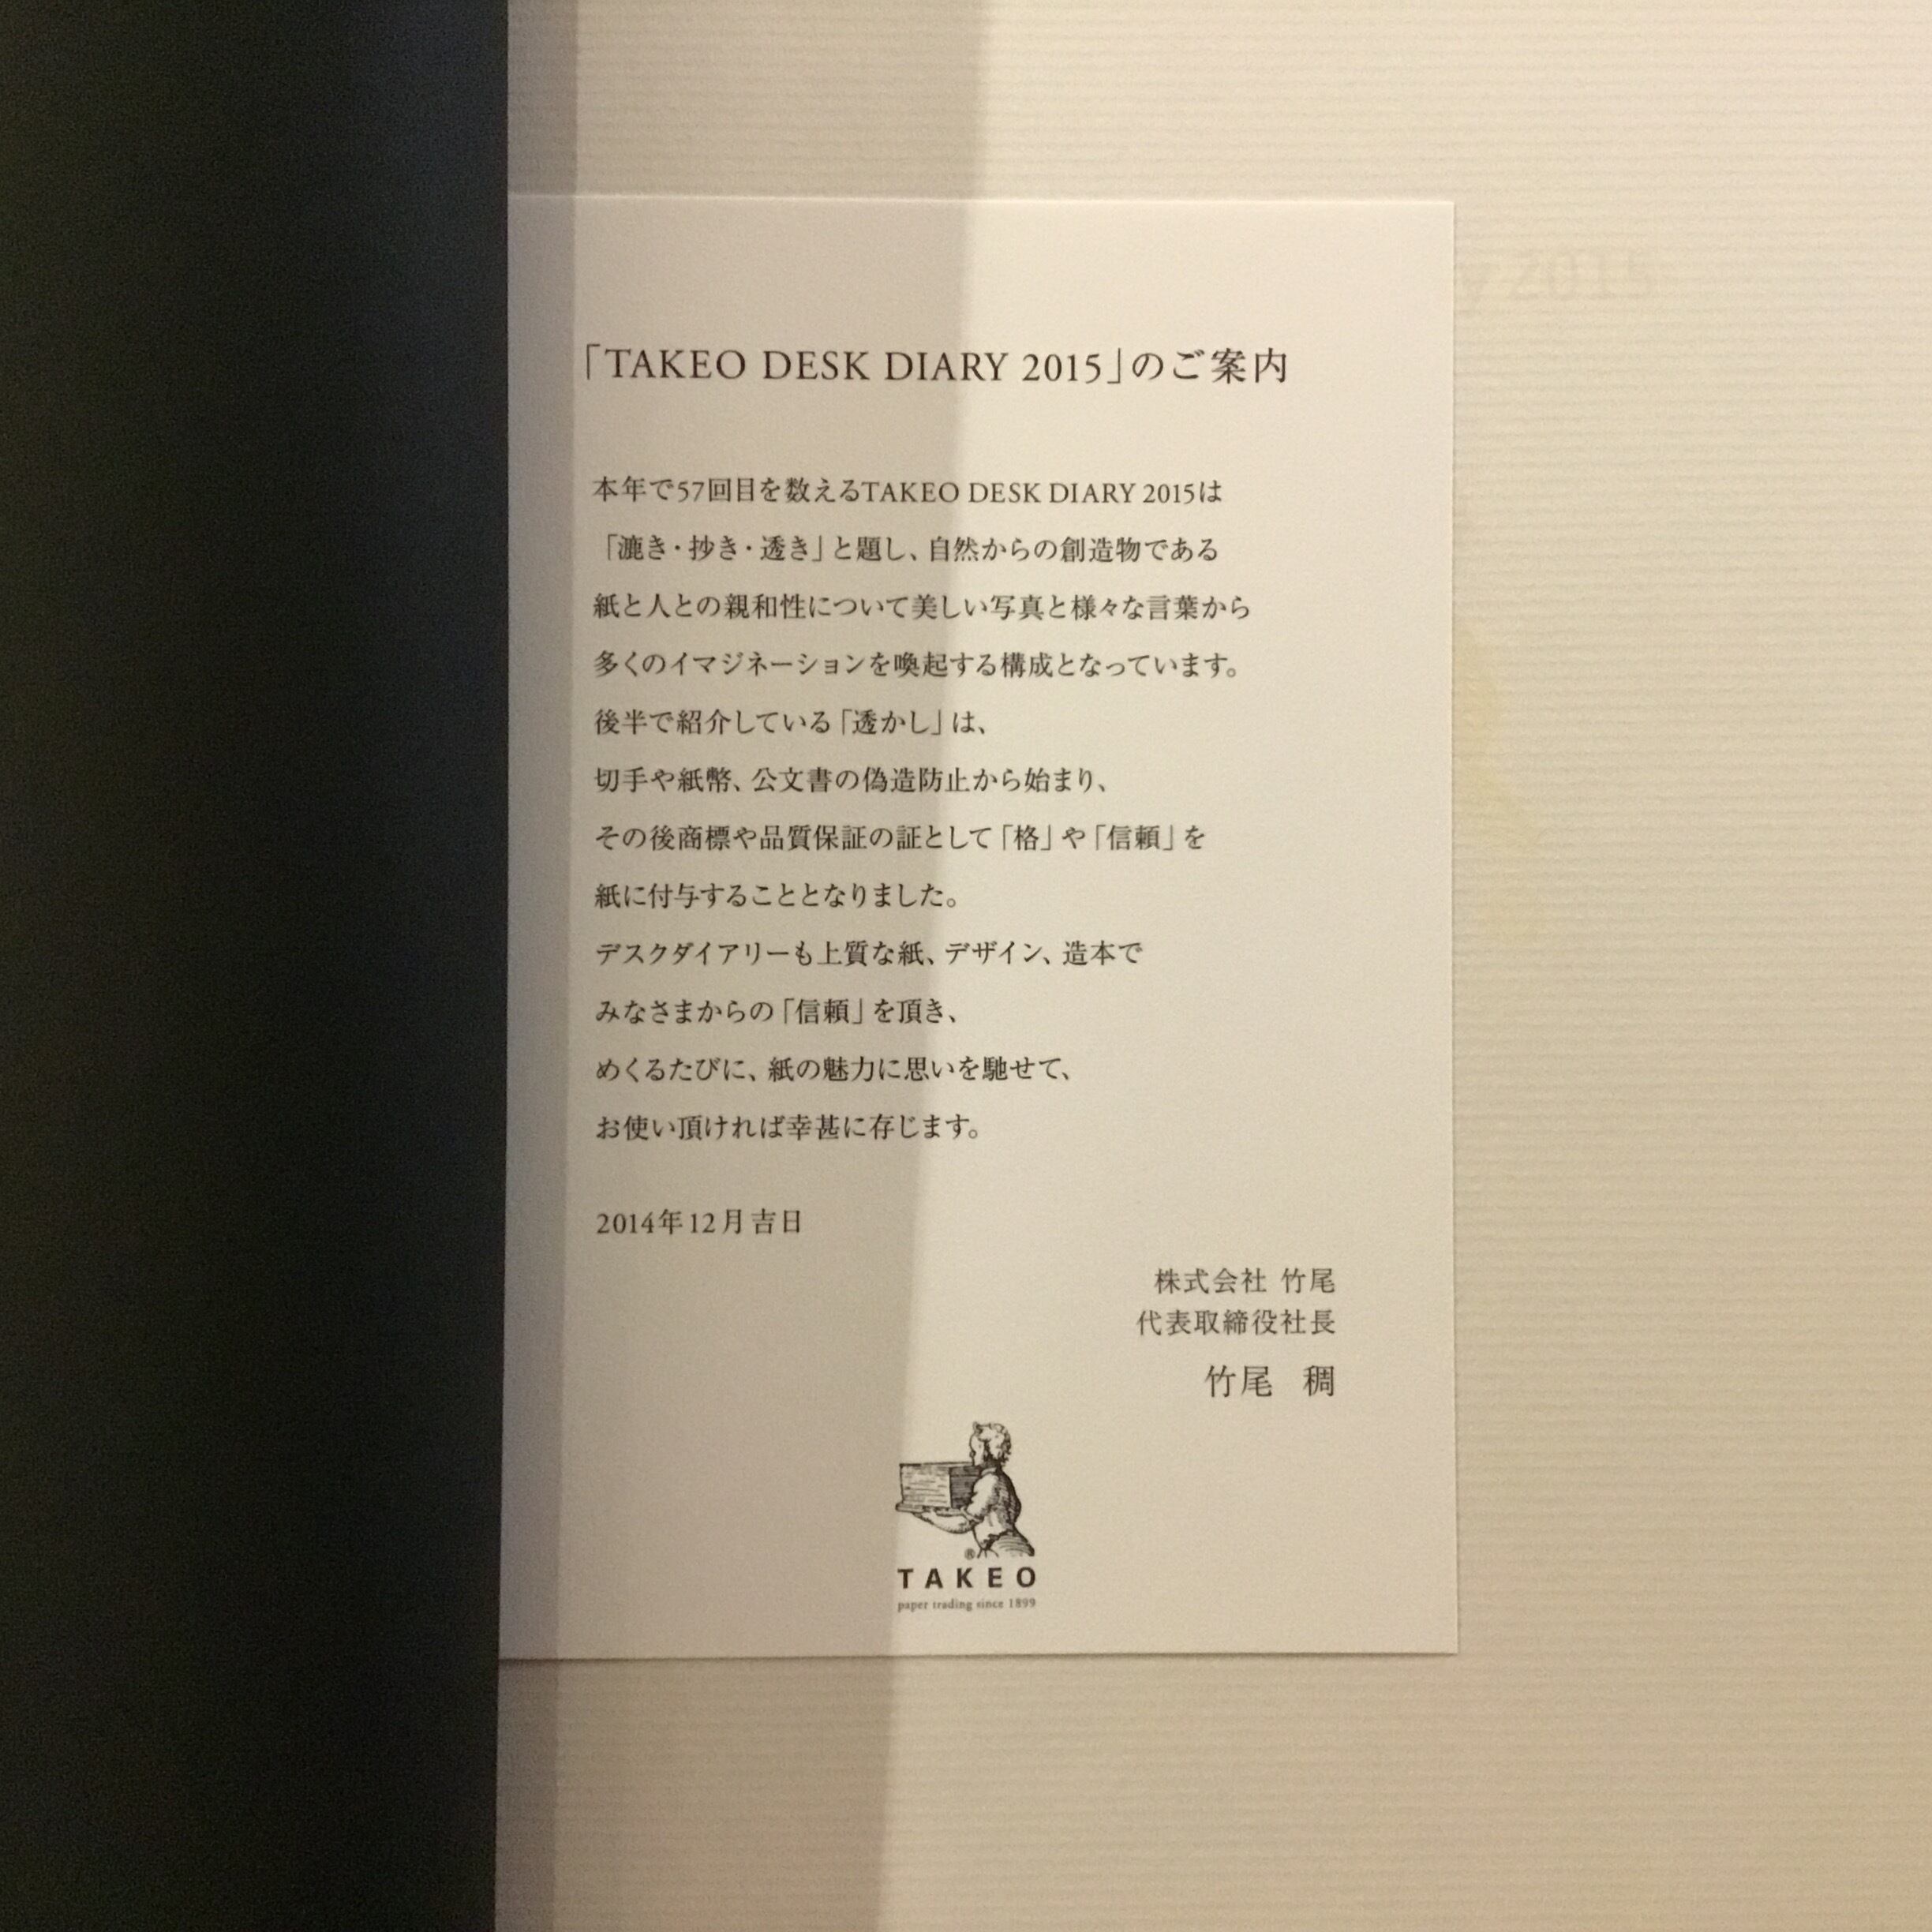 「TAKEO DESK DIARY 2015」のご案内
本年で57回目を数えるTAKEO DESK DIARY 2015は
「漉き・抄き・透き」と題し、自然からの創造物である
紙と人との親和性について美しい写真と様々な言葉から
多くのイマジネーションを喚起する構成となっています。
後半で紹介している「透かし」は、
切手や紙幣、公文書の偽造防止から始まり、
その後商標や品質保証の証として「格」や「信頼」を
紙に付与することとなりました。
デスクダイアリーも上質な紙、デザイン、造本で
みなさまからの「信頼」を頂き、
めくるたびに、紙の魅力に思いを馳せて、
お使い頂ければ幸甚に存じます。
2014年12月吉日
株式会社 竹尾
代表取締役社長
竹尾 稠
®
TAKEO
paper trading since 1899
y 2015